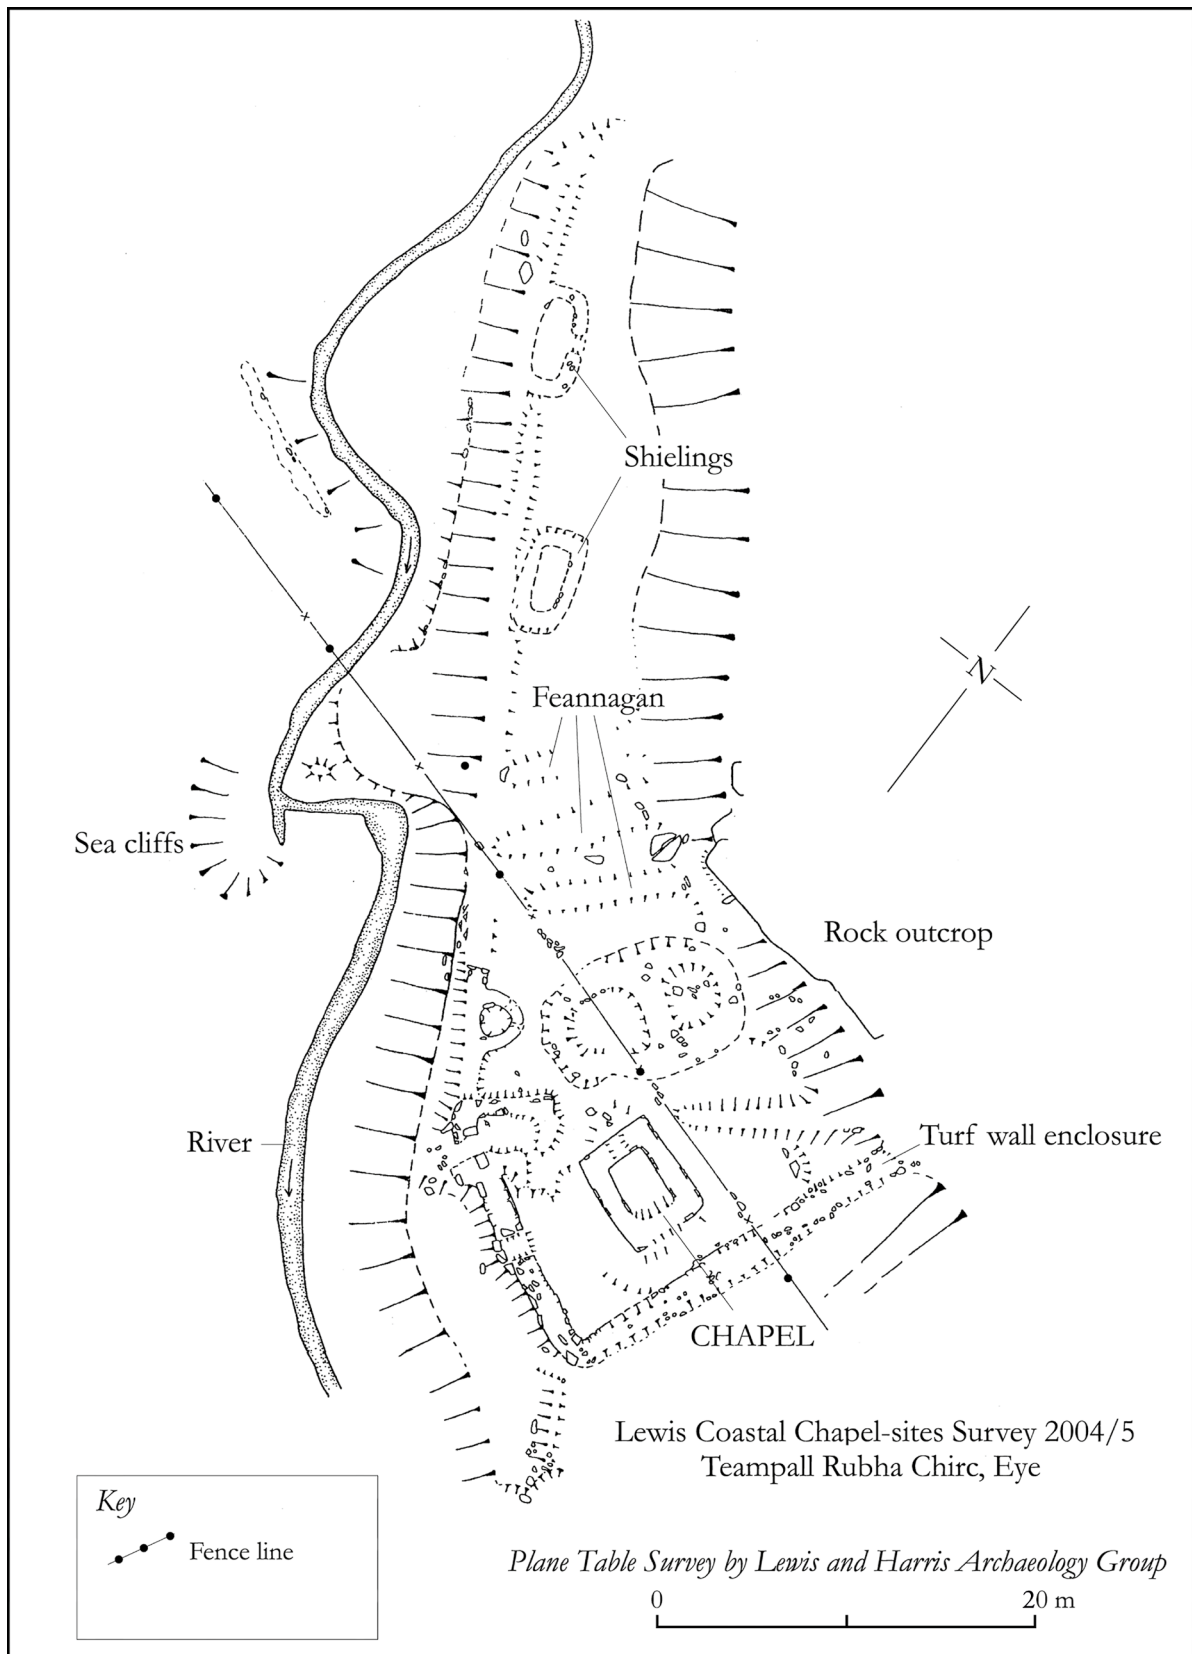 Shielings
N
Feannagan
Sea cliffs
Rock outcrop
River
Turf wall enclosure
CHAPEL
Lewis Coastal Chapel-sites Survey 2004/5
Teampall Rubha Chirc, Eye
Key
Fence line
Plane Table Survey by Lewis and Harris Archaeology Group
0 20 m